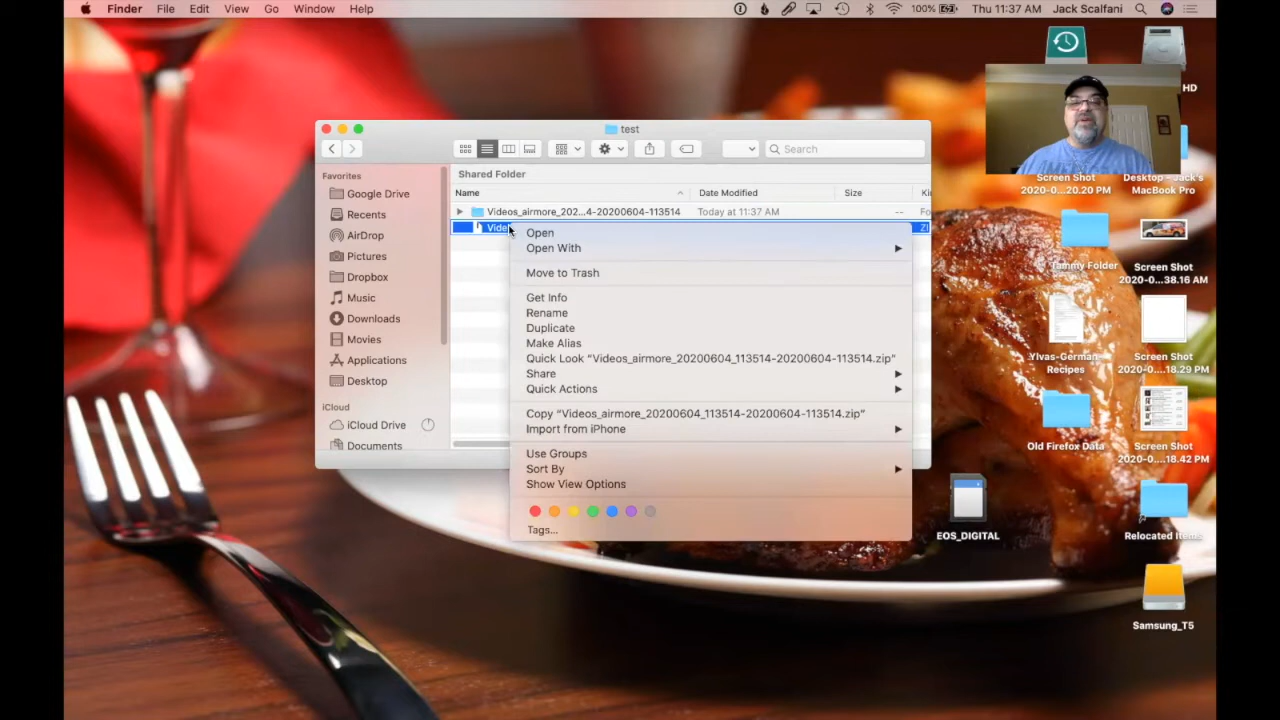 Finder File Edit View Go Window Help 100% Thu 11:37 AM Jack Scalfani
HD
test
Search
Favorites
Google Drive
Recents
AirDrop
Pictures
Dropbox
Music
Downloads
Movies
Applications
Desktop
iCloud
iCloud Drive
Documents
Shared Folder
Name Date Modified Size
Videos_airmore_202...4-20200604-113514 Today at 11:37 AM -- Fo
Vide ZI
Open
Open With
Move to Trash
Get Info
Rename
Duplicate
Make Alias
Quick Look “Videos_airmore_20200604_113514-20200604-113514.zip”
Share
Quick Actions
Copy “Videos_airmore_20200604_113514-20200604-113514.zip”
Import from iPhone
Use Groups
Sort By
Show View Options
Tags...
Screen Shot
2020-0...20.20 PM
Desktop - Jack's
MacBook Pro
Tammy Folder
Screen Shot
2020-0....38.16 AM
Ylvas-German-
Recipes
Screen Shot
2020-0....18.29 PM
Old Firefox Data
Screen Shot
2020-0....18.42 PM
EOS_DIGITAL
Relocated Items
Samsung_T5